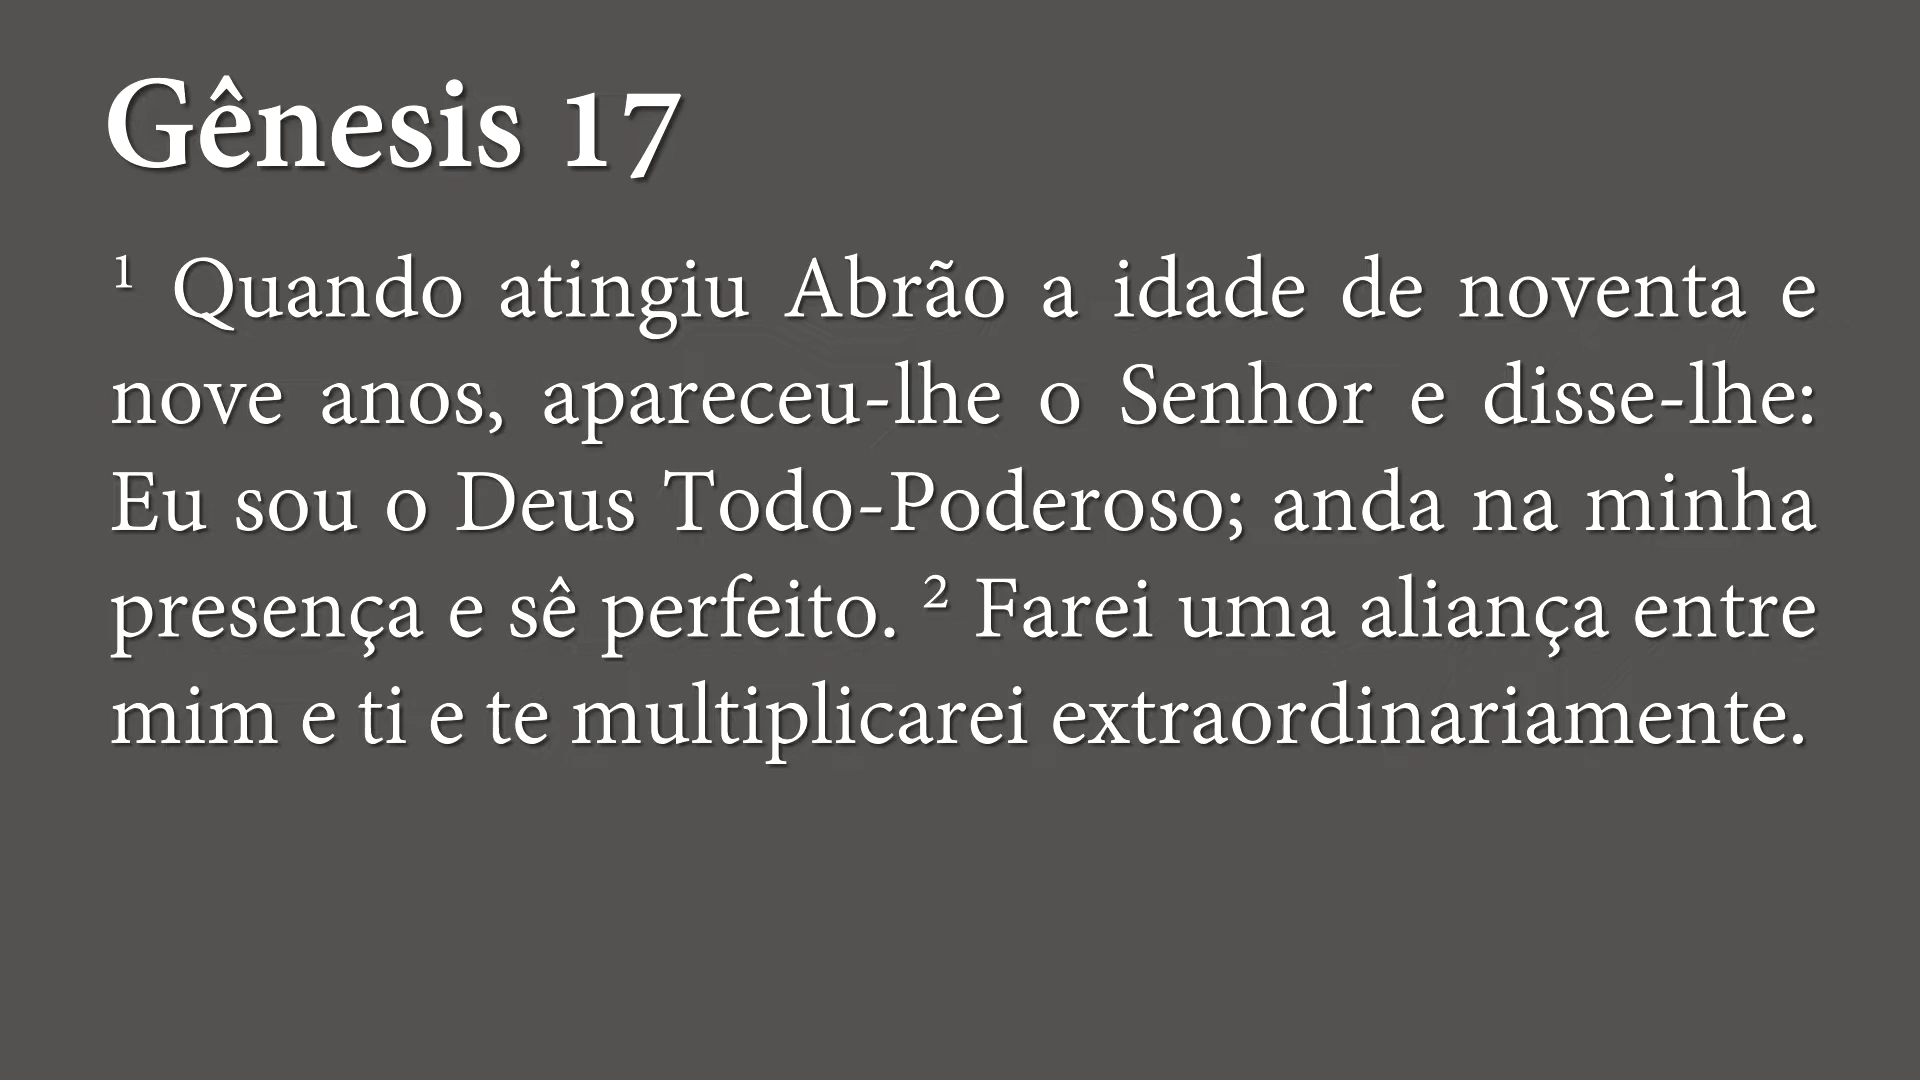 Gênesis 17
¹ Quando atingiu Abrão a idade de noventa e
nove anos, apareceu-lhe o Senhor e disse-lhe:
Eu sou o Deus Todo-Poderoso; anda na minha
presença e sê perfeito. ² Farei uma aliança entre
mim e ti e te multiplicarei extraordinariamente.